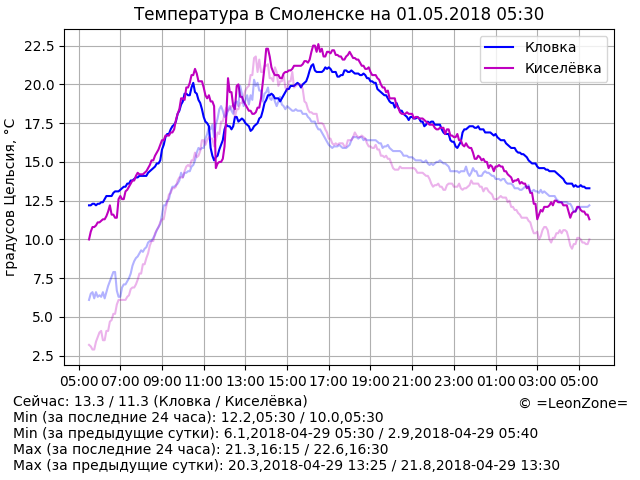 Температура в Смоленске на 01.05.2018 05:30
22.5
20.0
17.5
15.0
12.5
10.0
7.5
5.0
2.5
градусов Цельсия, °C
Кловка
Киселёвка
05:00 07:00 09:00 11:00 13:00 15:00 17:00 19:00 21:00 23:00 01:00 03:00 05:00
Сейчас: 13.3 / 11.3 (Кловка / Киселёвка)
© =LeonZone=
Min (за последние 24 часа): 12.2,05:30 / 10.0,05:30
Min (за предыдущие сутки): 6.1,2018-04-29 05:30 / 2.9,2018-04-29 05:40
Max (за последние 24 часа): 21.3,16:15 / 22.6,16:30
Max (за предыдущие сутки): 20.3,2018-04-29 13:25 / 21.8,2018-04-29 13:30